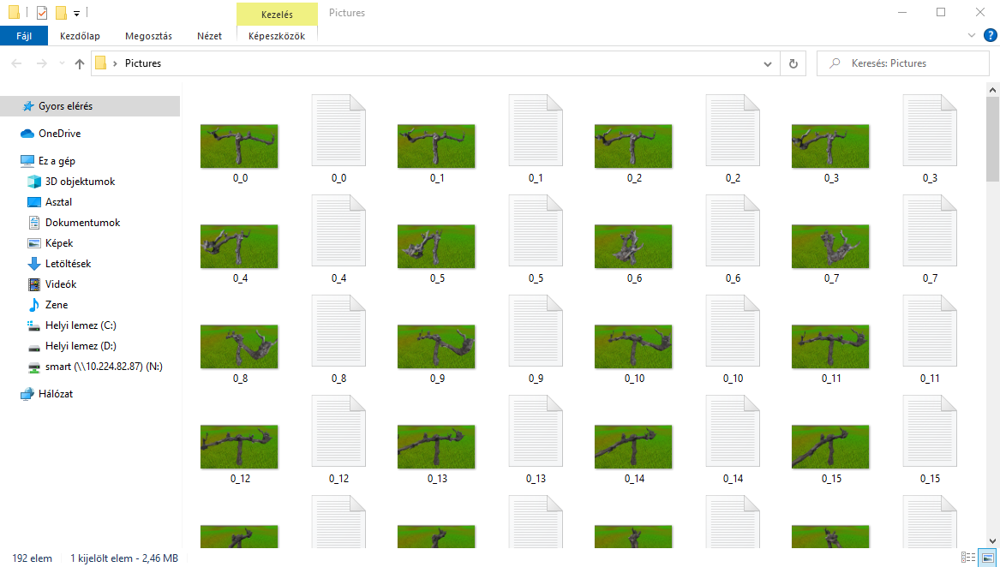 Kezelés
Pictures
Fájl
Kezdőlap
Megosztás
Nézet
Képeszközök
?
Pictures
Keresés: Pictures
Gyors elérés
OneDrive
Ez a gép
3D objektumok
Asztal
Dokumentumok
Képek
Letöltések
Videók
Zene
Helyi lemez (C:)
Helyi lemez (D:)
smart (\\10.224.82.87) (N:)
Hálózat
0_0 0_0 0_1 0_1 0_2 0_2 0_3 0_3
0_4 0_4 0_5 0_5 0_6 0_6 0_7 0_7
0_8 0_8 0_9 0_9 0_10 0_10 0_11 0_11
0_12 0_12 0_13 0_13 0_14 0_14 0_15 0_15
192 elem 1 kijelölt elem - 2,46 MB